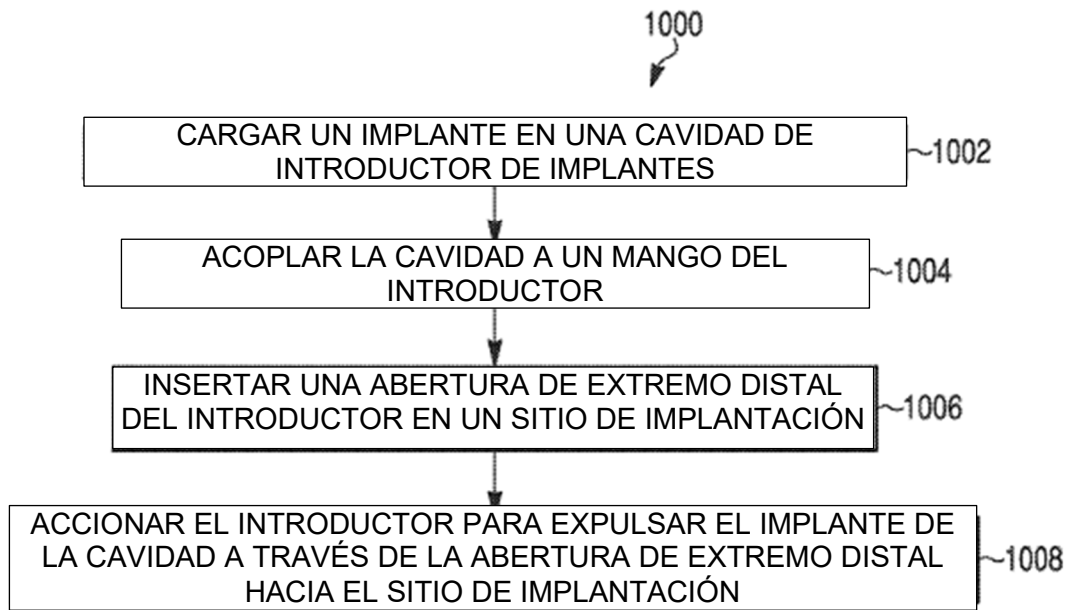 1000
CARGAR UN IMPLANTE EN UNA CAVIDAD DE
INTRODUCTOR DE IMPLANTES
1002
ACOPLAR LA CAVIDAD A UN MANGO DEL
INTRODUCTOR
1004
INSERTAR UNA ABERTURA DE EXTREMO DISTAL
DEL INTRODUCTOR EN UN SITIO DE IMPLANTACIÓN
1006
ACCIONAR EL INTRODUCTOR PARA EXPULSAR EL IMPLANTE DE
LA CAVIDAD A TRAVÉS DE LA ABERTURA DE EXTREMO DISTAL
HACIA EL SITIO DE IMPLANTACIÓN
1008